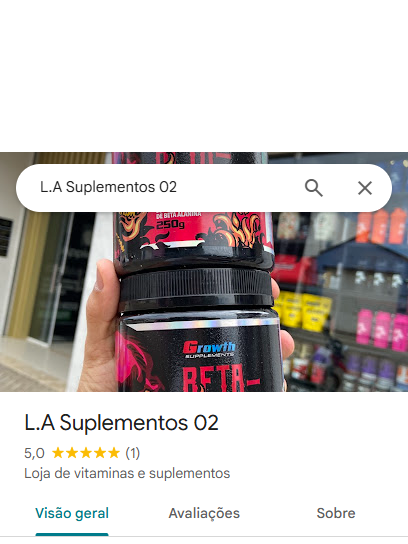 L.A Suplementos 02
DE BETA ALANINA
250g
Growth
SUPPLEMENTS
BETA-
L.A Suplementos 02
5,0 (1)
Loja de vitaminas e suplementos
Visão geral
Avaliações
Sobre